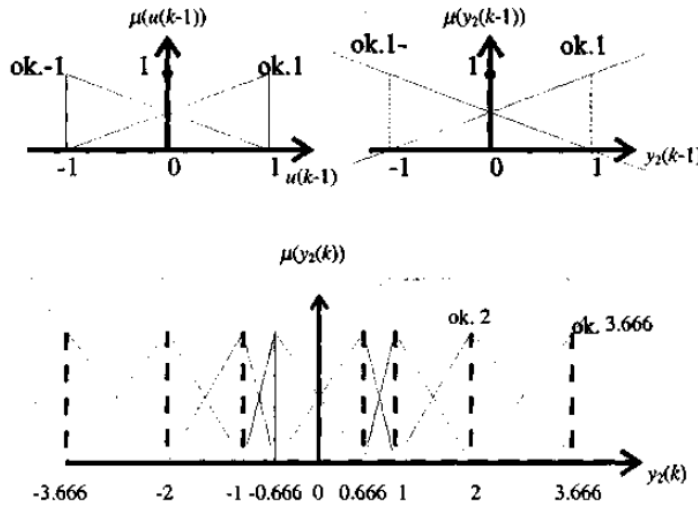 μ(u(k-1)) μ(y₂(k-1))
ok.-1 1 ok.1 ok.1- 1 ok.1
-1 0 1 u(k-1) -1 0 1 y₂(k-1)
μ(y₂(k))
ok. 2 ok. 3.666
-3.666 -2 -1 -0.666 0 0.666 1 2 3.666 y₂(k)